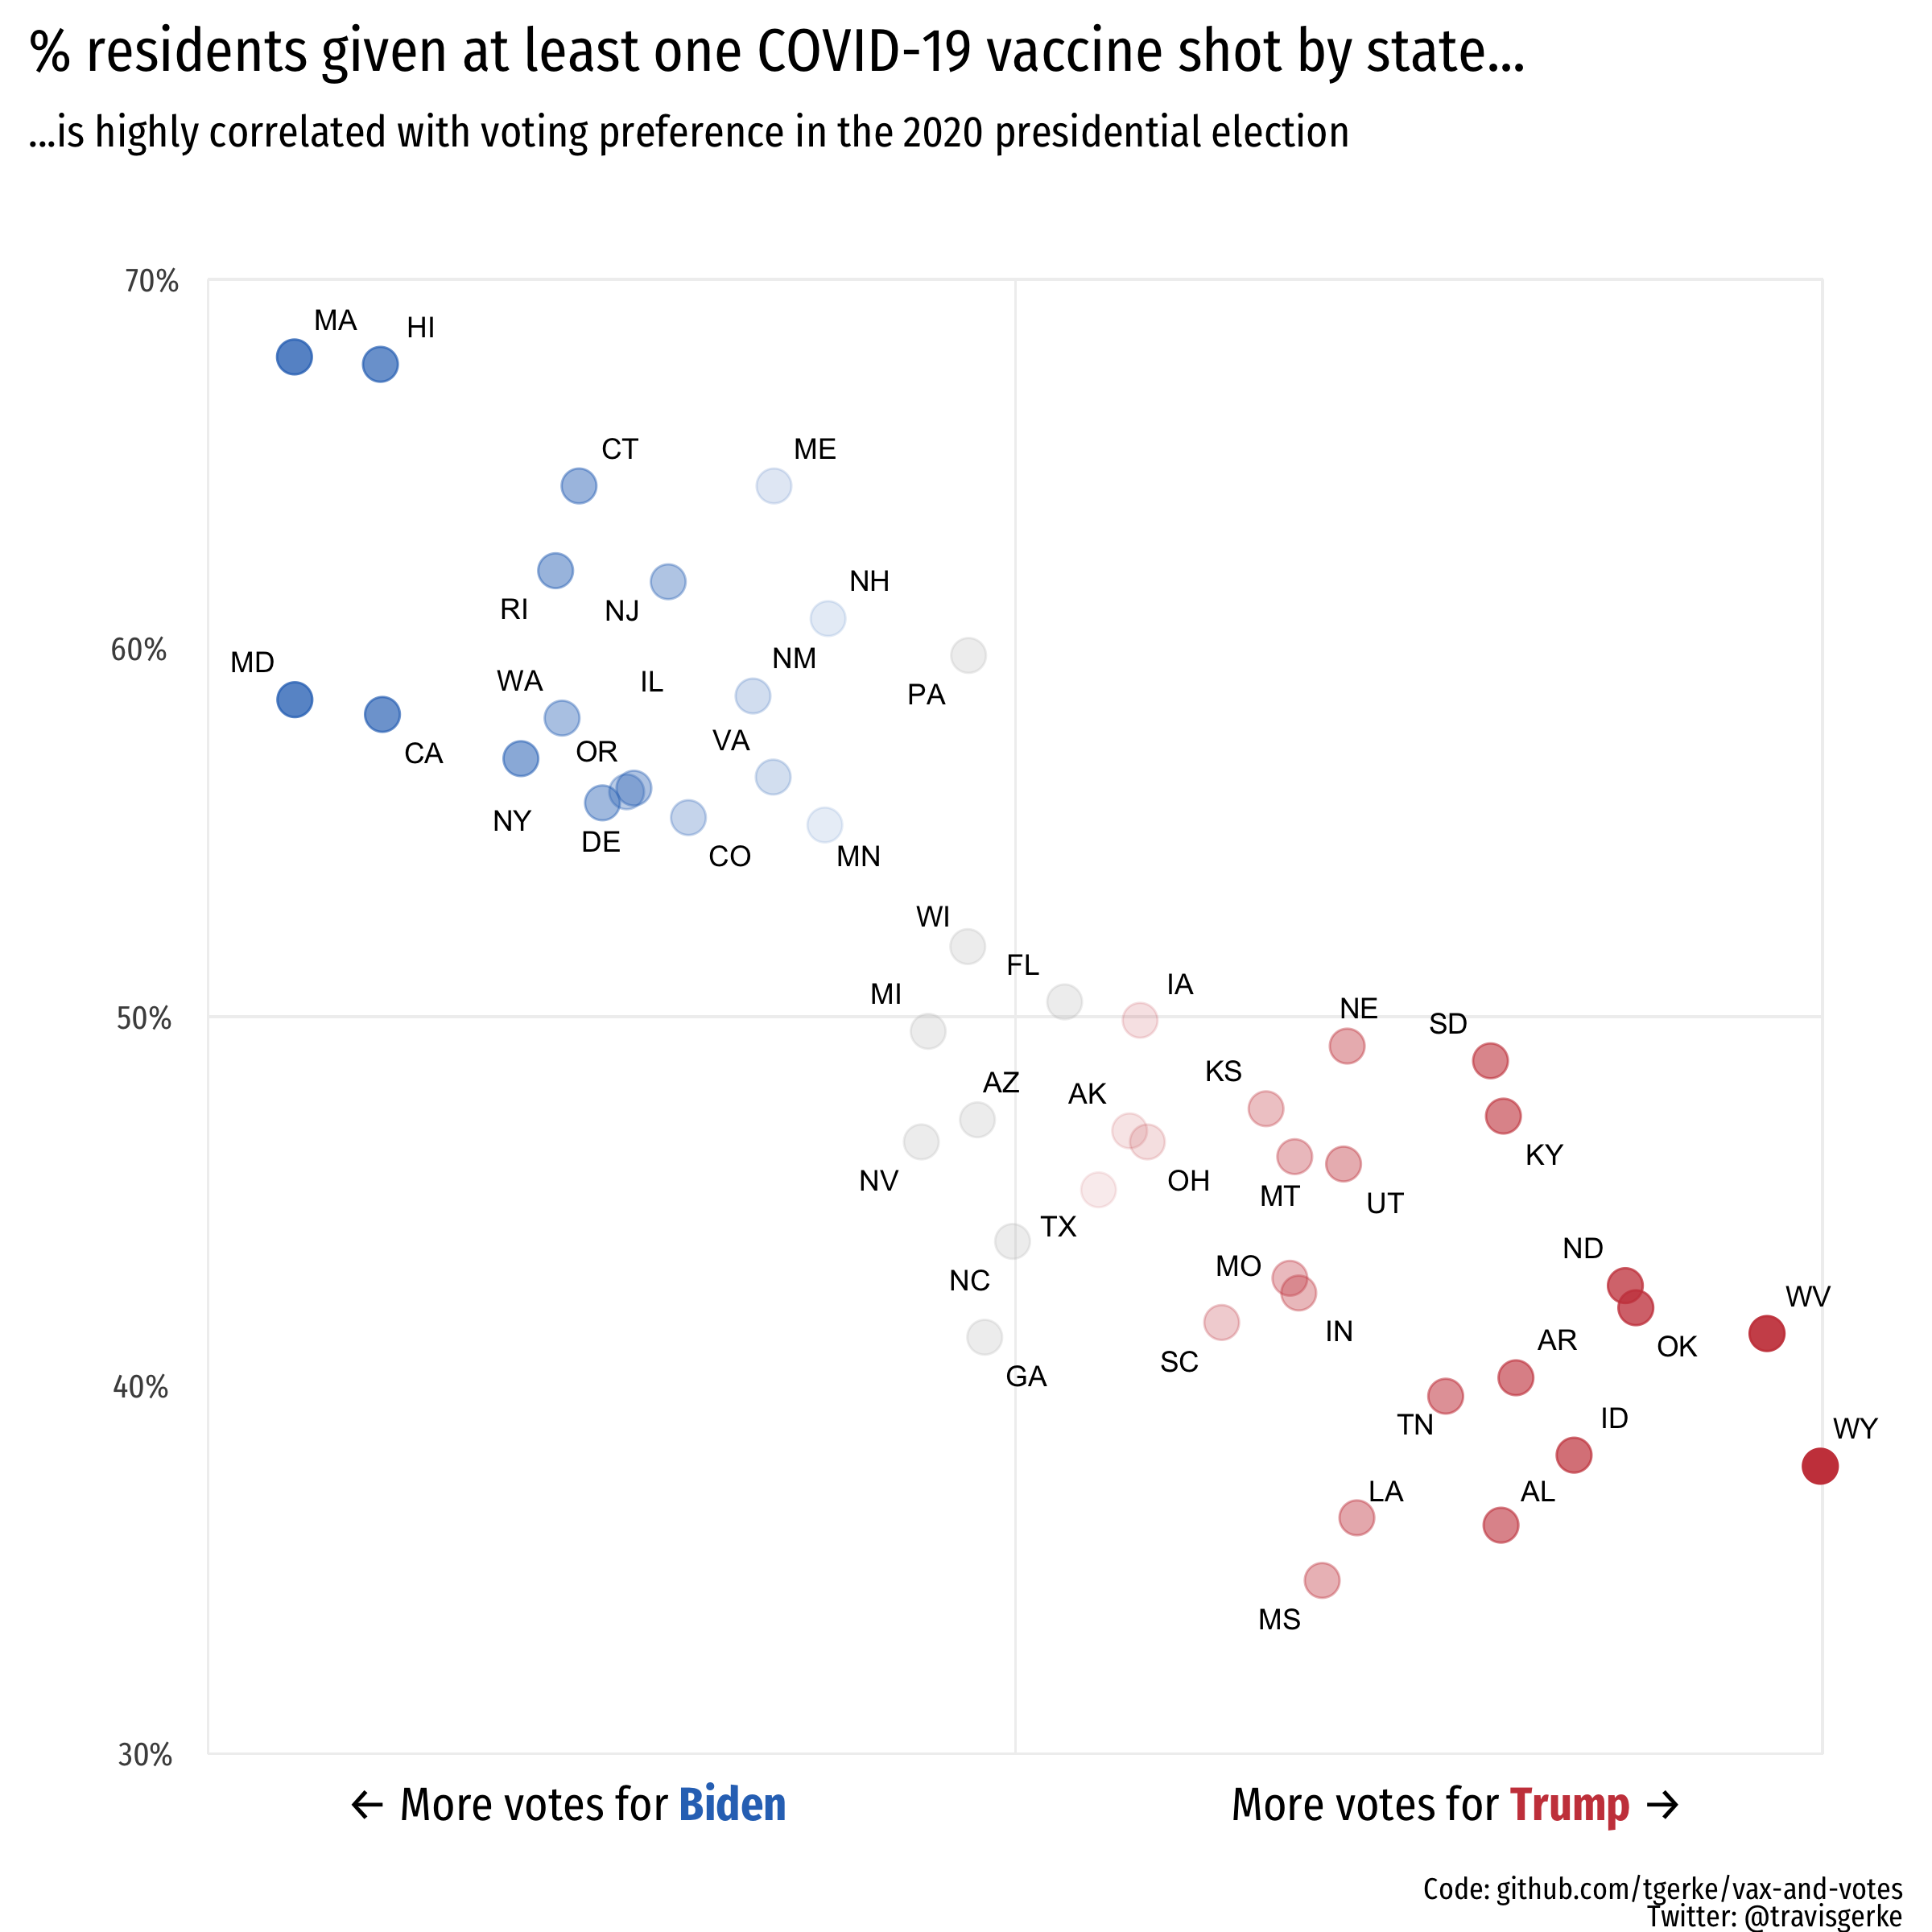 % residents given at least one COVID-19 vaccine shot by state...
...is highly correlated with voting preference in the 2020 presidential election
70%
MA
HI
CT
ME
RI
NJ
NH
60%
MD
WA
IL
NM
PA
CA
OR
VA
NY
DE
CO
MN
WI
FL
MI
IA
NE
SD
50%
AZ
AK
KS
NV
OH
MT
UT
KY
TX
NC
MO
ND
WV
IN
SC
GA
AR
OK
40%
TN
ID
WY
LA
AL
MS
30%
← More votes for Biden
More votes for Trump →
Code: github.com/tgerke/vax-and-votes
Twitter: @travisgerke